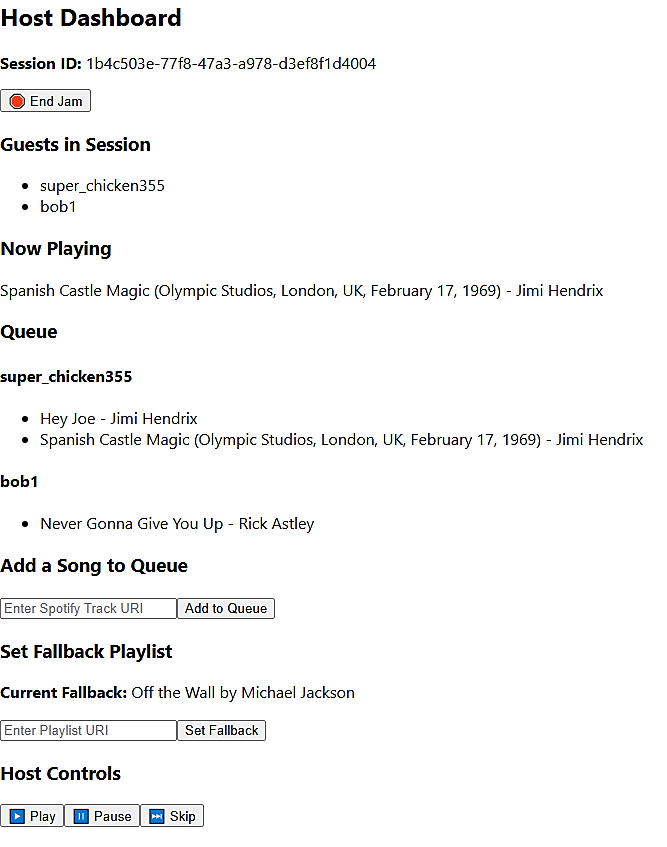 Host Dashboard
Session ID: 1b4c503e-77f8-47a3-a978-d3ef8f1d4004
End Jam
Guests in Session
super_chicken355
bob1
Now Playing
Spanish Castle Magic (Olympic Studios, London, UK, February 17, 1969) - Jimi Hendrix
Queue
super_chicken355
Hey Joe - Jimi Hendrix
Spanish Castle Magic (Olympic Studios, London, UK, February 17, 1969) - Jimi Hendrix
bob1
Never Gonna Give You Up - Rick Astley
Add a Song to Queue
Enter Spotify Track URI Add to Queue
Set Fallback Playlist
Current Fallback: Off the Wall by Michael Jackson
Enter Playlist URI Set Fallback
Host Controls
Play Pause Skip